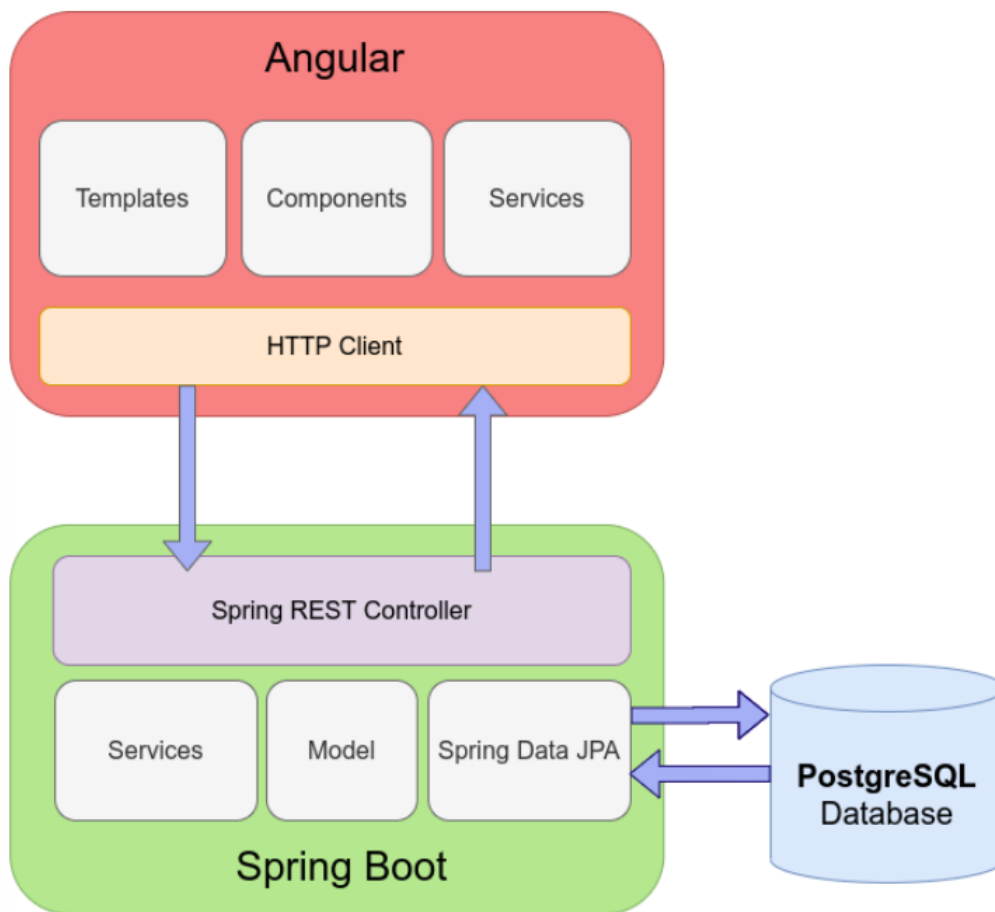 Angular
Templates
Components
Services
HTTP Client
Spring REST Controller
Services
Model
Spring Data JPA
PostgreSQL
Database
Spring Boot